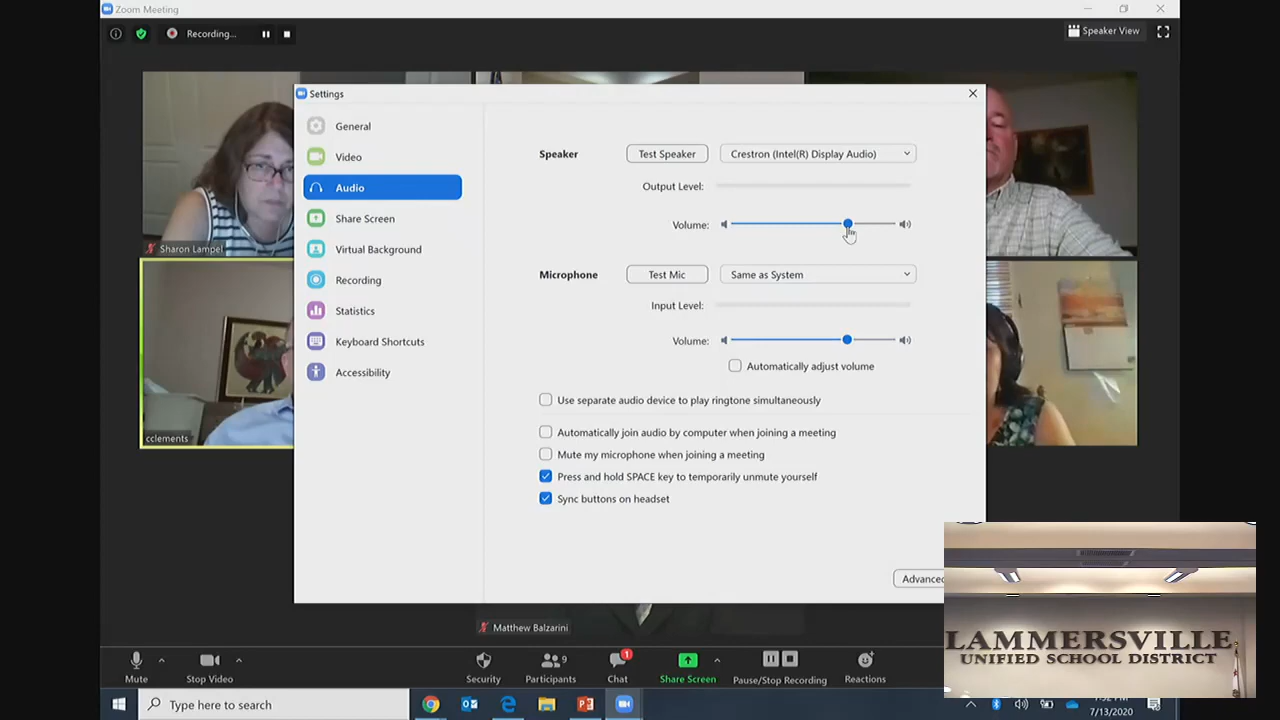 Zoom Meeting
Recording...
Speaker View
Settings
General
Video
Audio
Share Screen
Virtual Background
Recording
Statistics
Keyboard Shortcuts
Accessibility
Speaker
Test Speaker
Crestron (Intel(R) Display Audio)
Output Level:
Volume:
Microphone
Test Mic
Same as System
Input Level:
Volume:
Automatically adjust volume
Use separate audio device to play ringtone simultaneously
Automatically join audio by computer when joining a meeting
Mute my microphone when joining a meeting
Press and hold SPACE key to temporarily unmute yourself
Sync buttons on headset
Advanced
Sharon Lampel
cclements
Matthew Balzarini
LAMMERSVILLE
UNIFIED SCHOOL DISTRICT
Mute
Stop Video
Security
Participants
9
Chat
1
Share Screen
Pause/Stop Recording
Reactions
Type here to search
7/13/2020